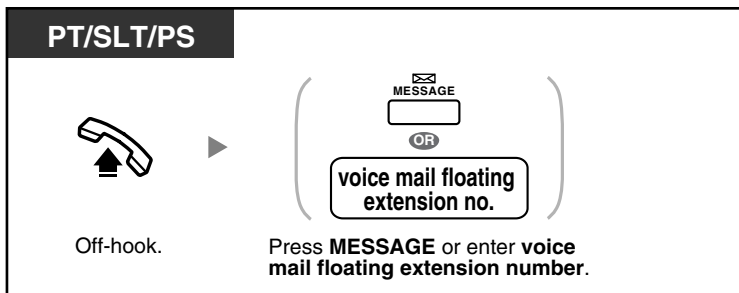 PT/SLT/PS
MESSAGE
OR
voice mail floating
extension no.
Off-hook.
Press MESSAGE or enter voice
mail floating extension number.